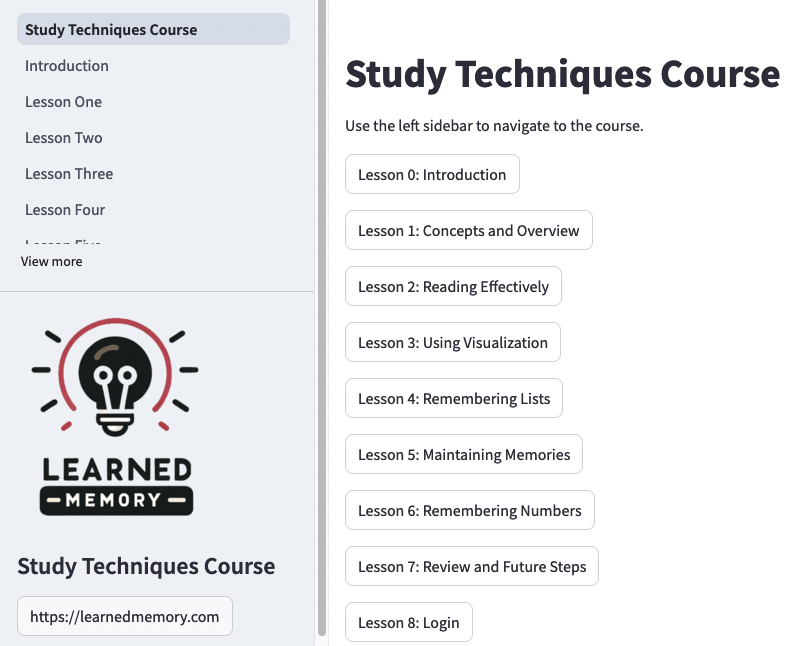 Study Techniques Course
Introduction
Lesson One
Lesson Two
Lesson Three
Lesson Four
Lesson Five
View more
LEARNED
MEMORY
Study Techniques Course
https://learnedmemory.com
Study Techniques Course
Use the left sidebar to navigate to the course.
Lesson 0: Introduction
Lesson 1: Concepts and Overview
Lesson 2: Reading Effectively
Lesson 3: Using Visualization
Lesson 4: Remembering Lists
Lesson 5: Maintaining Memories
Lesson 6: Remembering Numbers
Lesson 7: Review and Future Steps
Lesson 8: Login